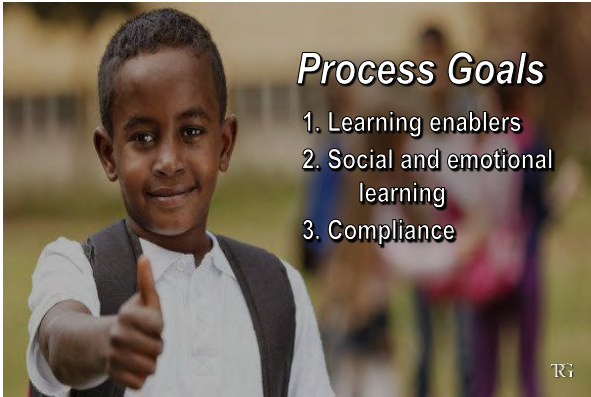 Process Goals
1. Learning enablers
2. Social and emotional
learning
3. Compliance
TRG